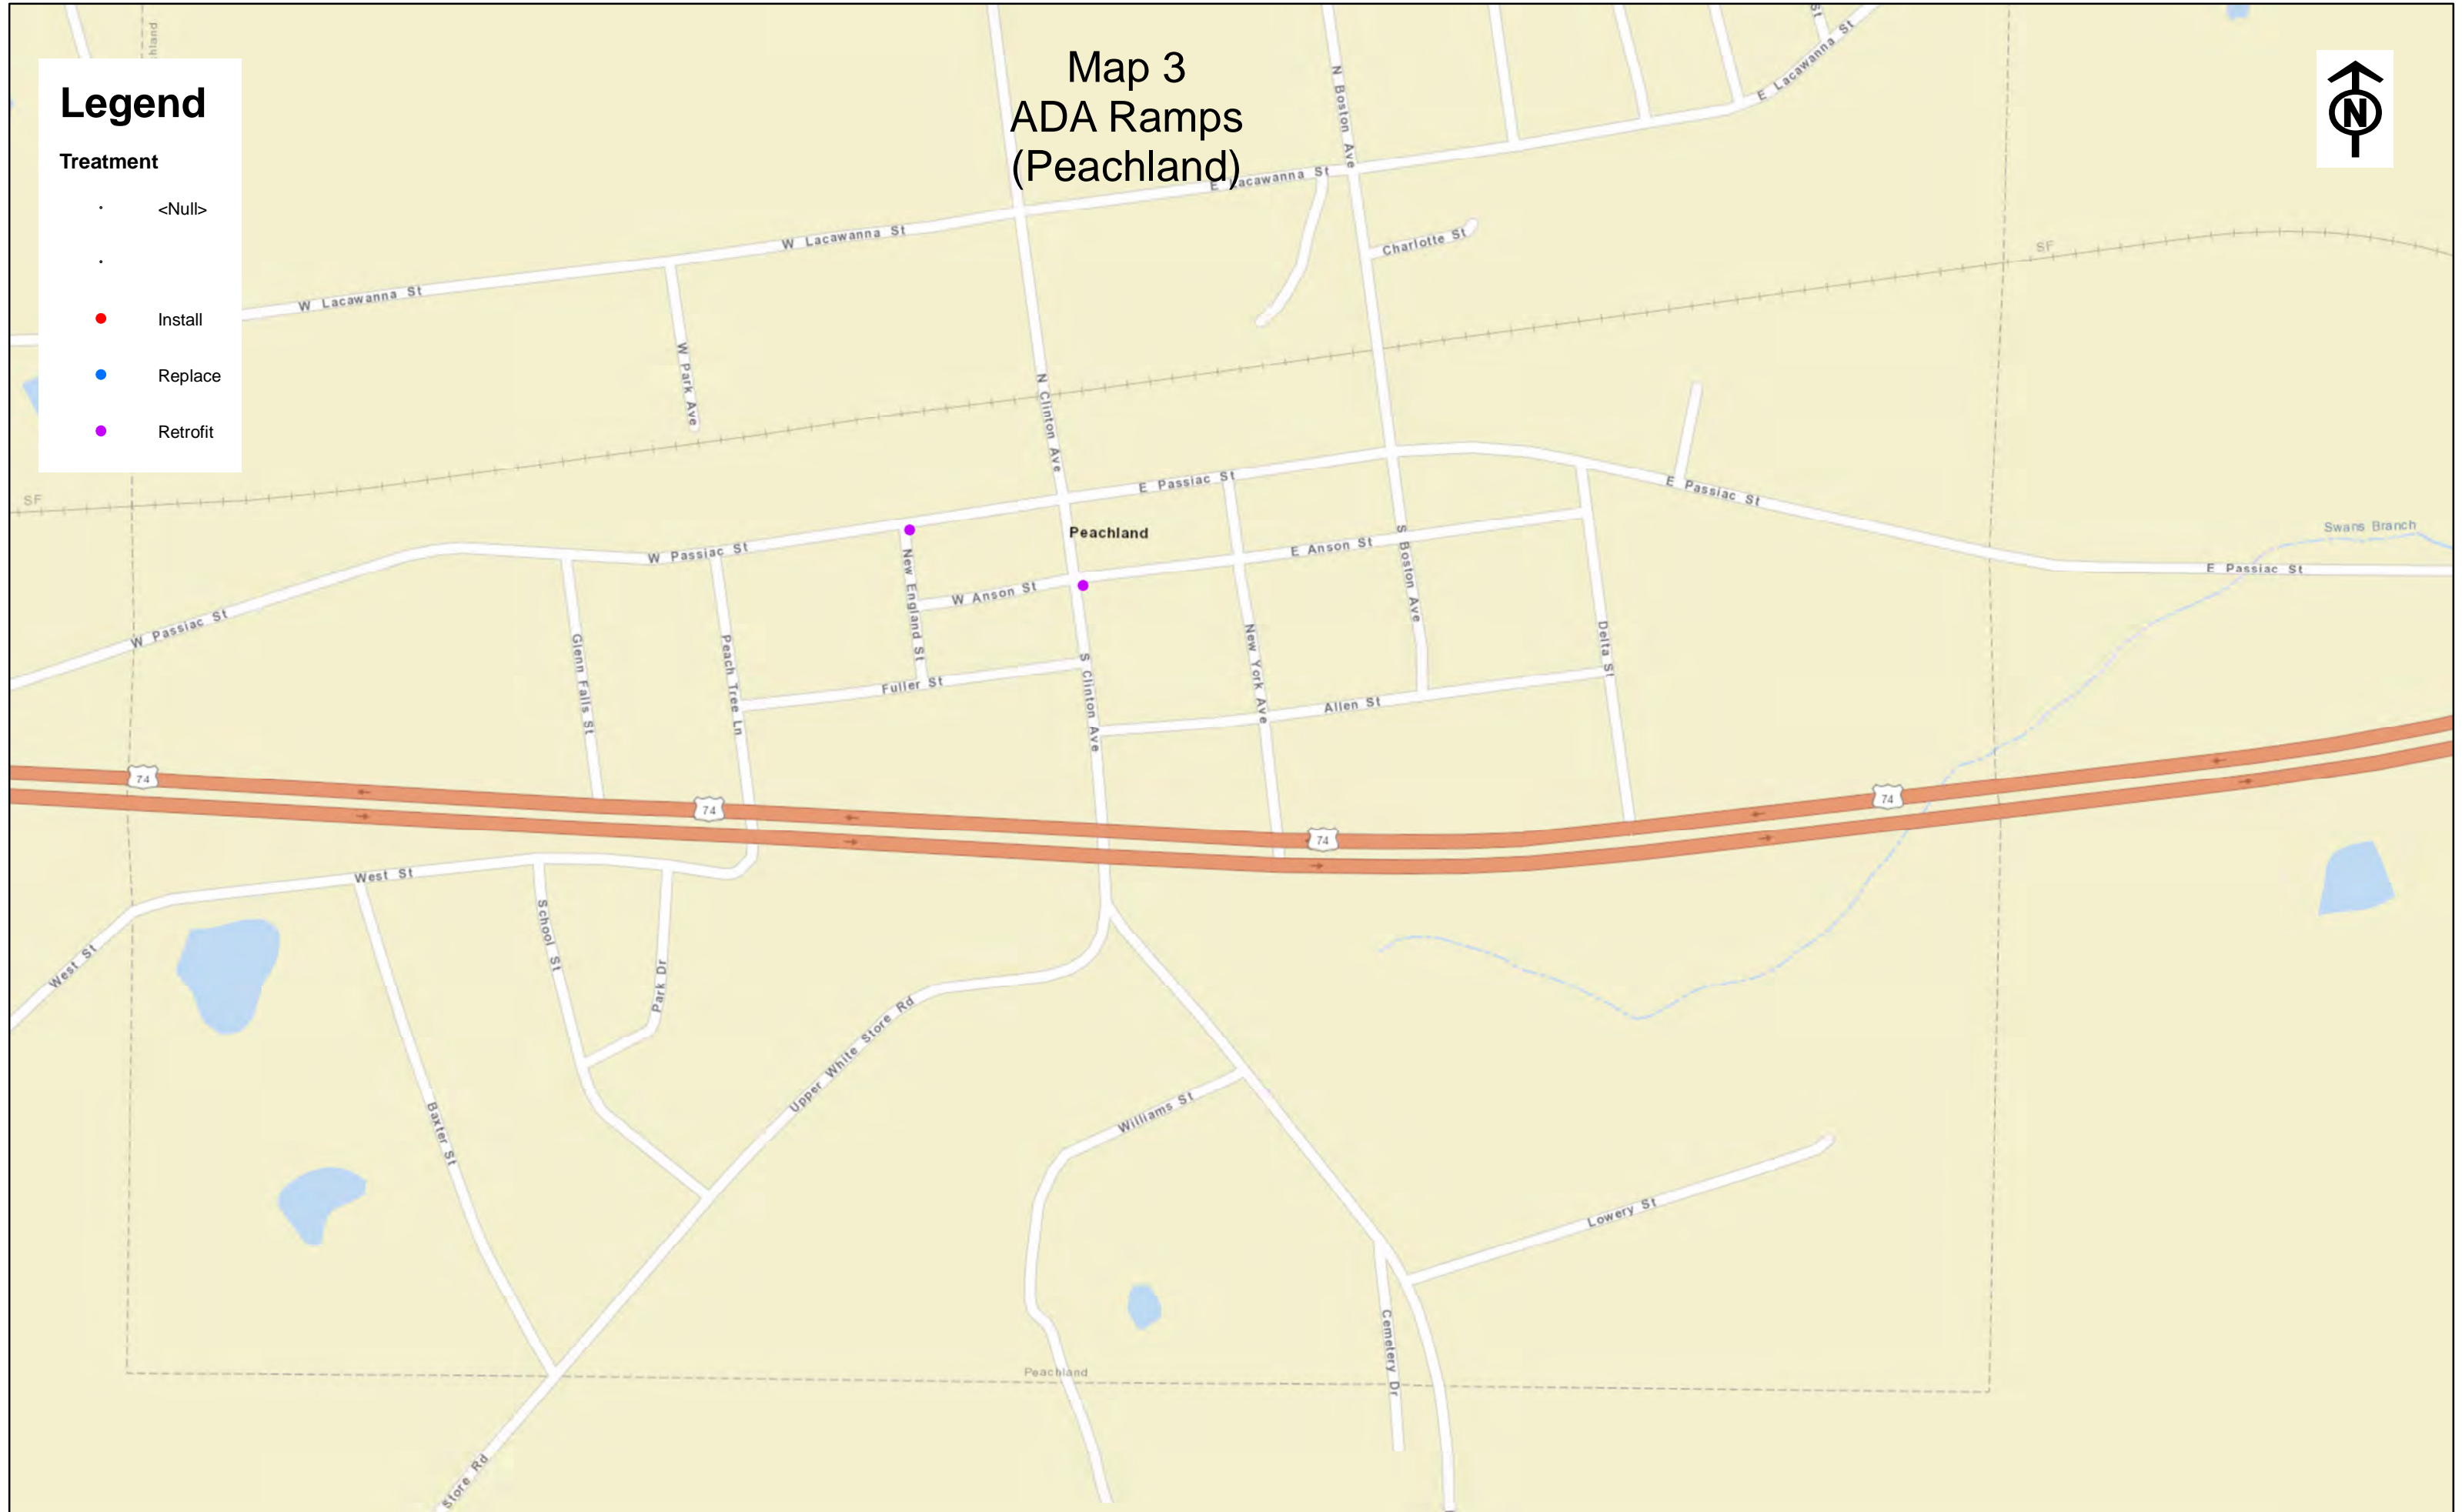 Map 3
ADA Ramps
(Peachland)
Legend
Treatment
<Null>
Install
Replace
Retrofit
N
hland
St
E Lacawanna St
N Boston Ave
E Lacawanna St
W Lacawanna St
Charlotte St
SF
W Lacawanna St
W Park Ave
N Clinton Ave
SF
E Passiac St
E Passiac St
Peachland
Swans Branch
W Passiac St
New England St
E Anson St
S Boston Ave
E Passiac St
W Anson St
W Passiac St
Glenn Falls St
Peach Tree Ln
New York Ave
Delta St
Fuller St
S Clinton Ave
Allen St
74
74
74
74
West St
School St
West St
Park Dr
Upper White Store Rd
Williams St
Baxter St
Lowery St
Cemetery Dr
Peachland
Store Rd